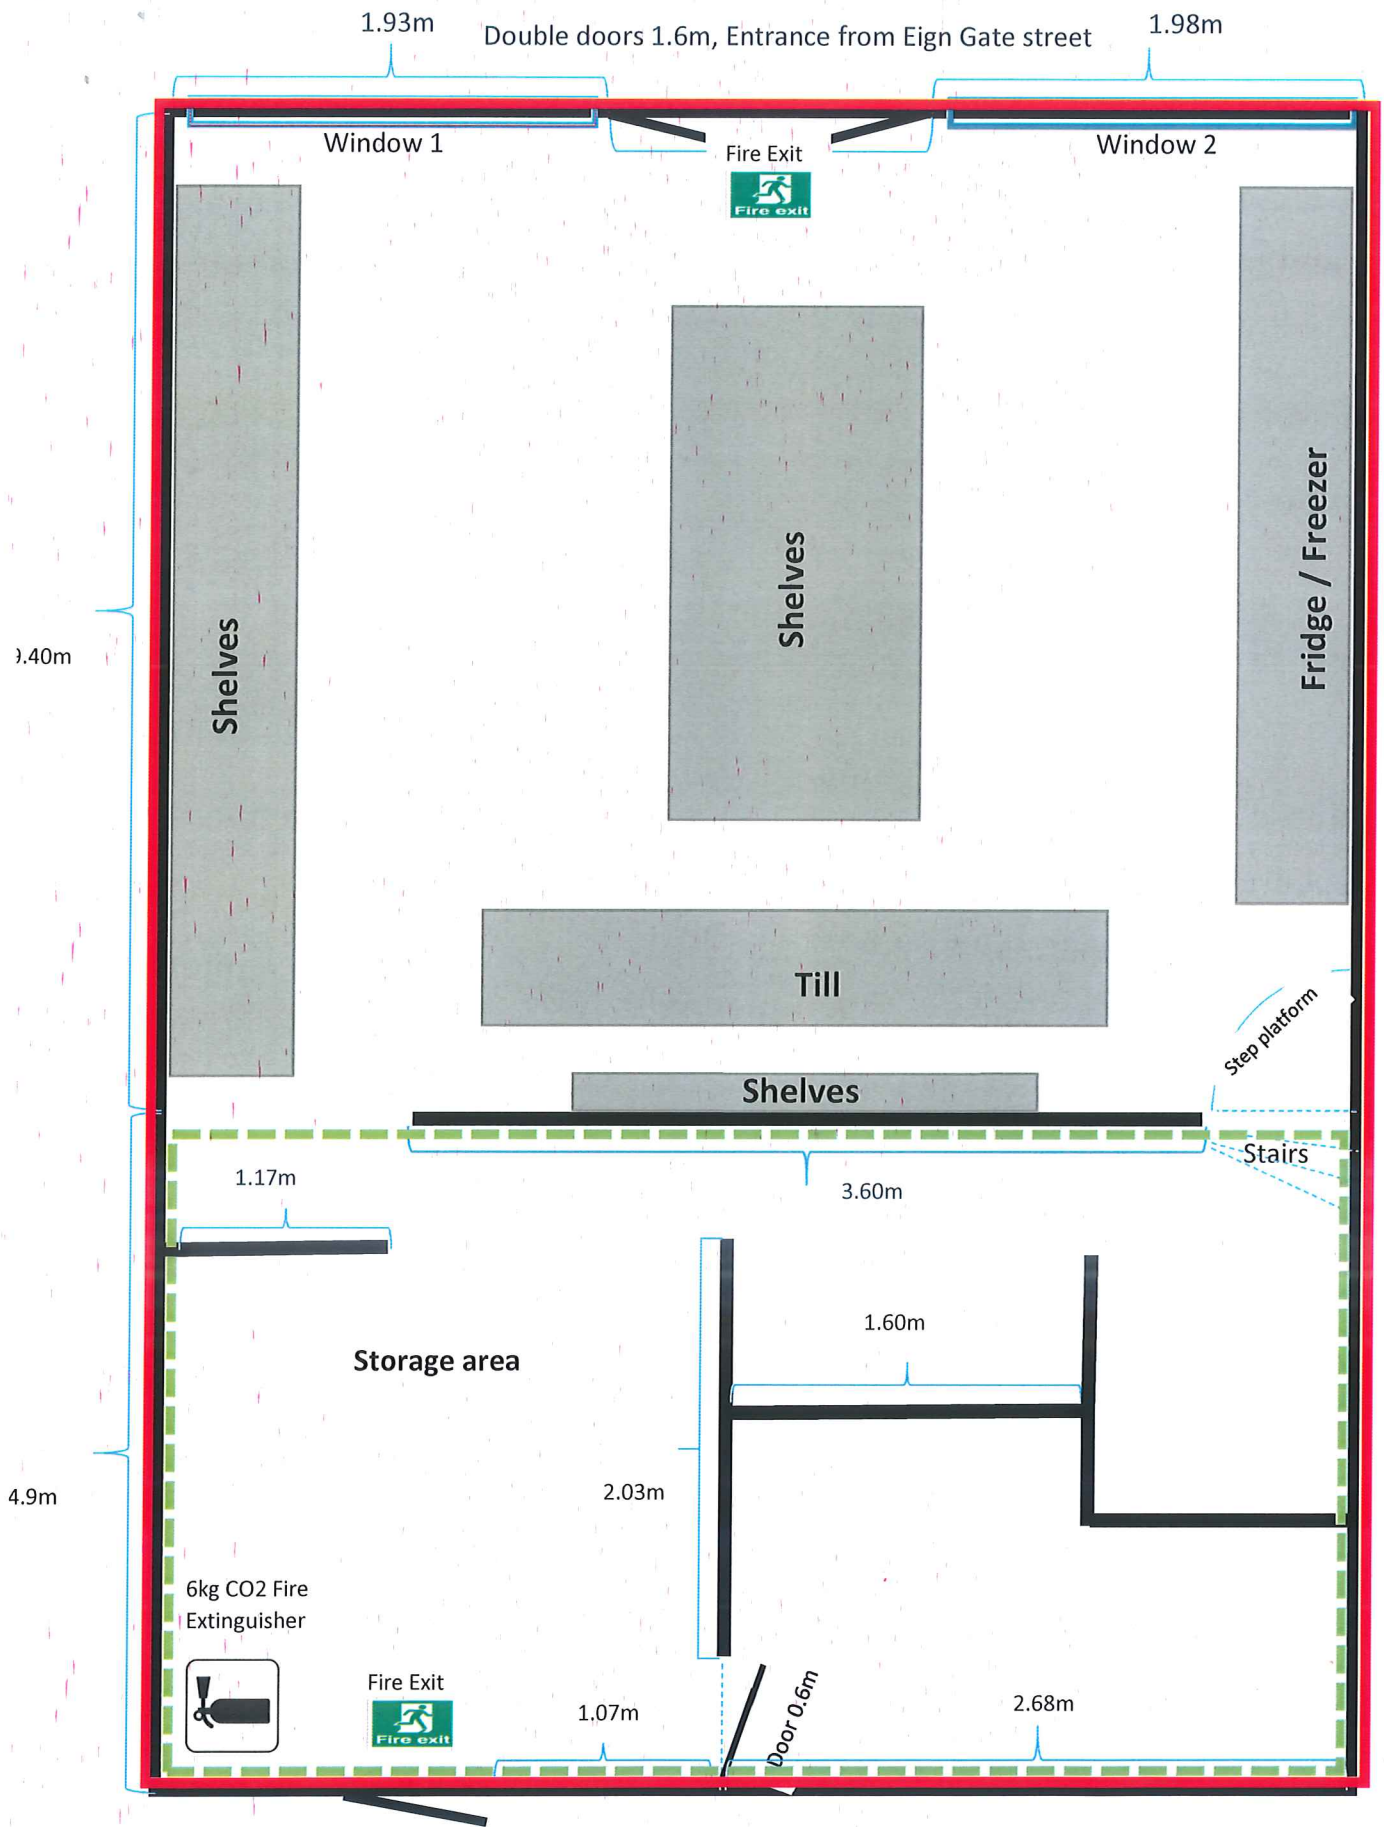 1.93m
Double doors 1.6m, Entrance from Eign Gate street
1.98m
Window 1
Fire Exit
Window 2
Fire exit
Shelves
Shelves
Fridge / Freezer
.40m
Till
Step platform
Shelves
Stairs
1.17m
3.60m
1.60m
Storage area
2.03m
4.9m
6kg CO2 Fire
Extinguisher
Fire Exit
Fire exit
1.07m
Door 0.6m
2.68m